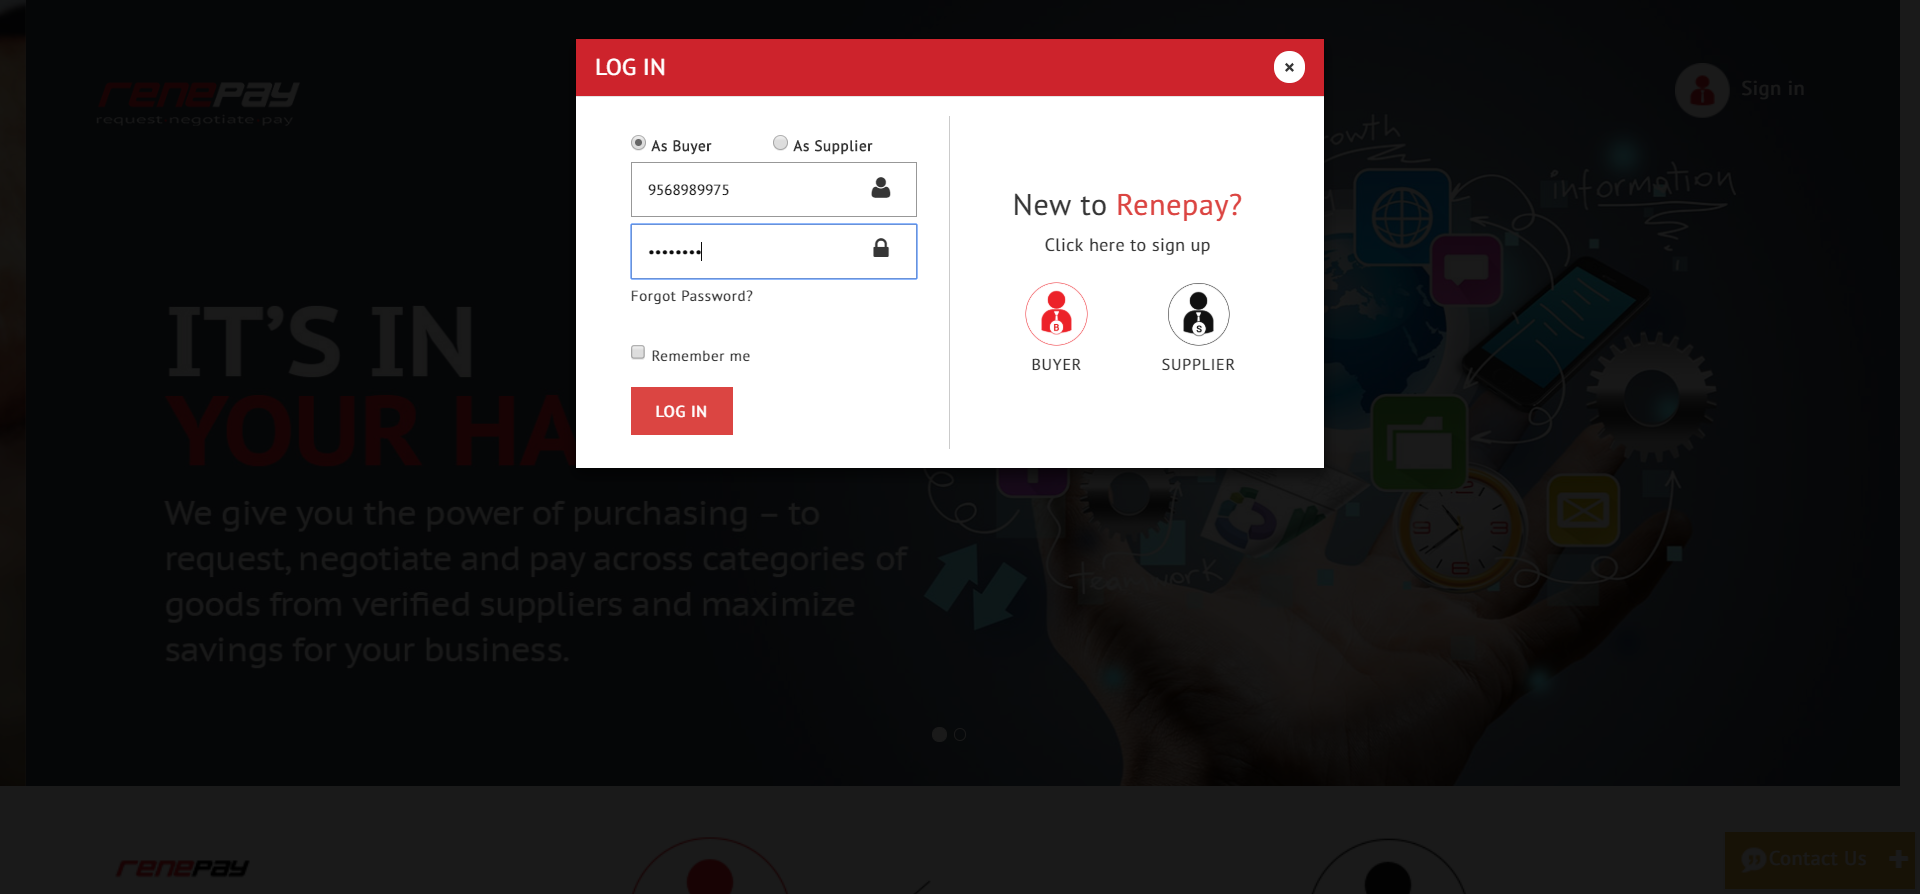 LOG IN
renepay
request negotiate pay
Sign in
As Buyer
As Supplier
9568989975
Forgot Password?
Remember me
LOG IN
New to Renepay?
Click here to sign up
B
S
BUYER
SUPPLIER
information
IT'S IN
YOUR HA
We give you the power of purchasing – to
request, negotiate and pay across categories of
goods from verified suppliers and maximize
savings for your business.
teamwork
renepay
Contact Us